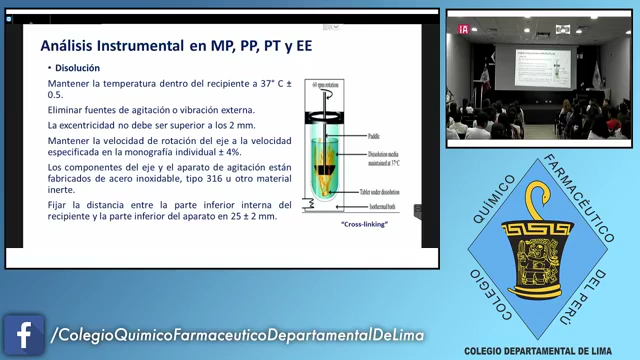 Análisis Instrumental en MP, PP, PT y EE
• Disolución
Mantener la temperatura dentro del recipiente a 37° C ±
0.5.
Eliminar fuentes de agitación o vibración externa.
La excentricidad no debe ser superior a los 2 mm.
Mantener la velocidad de rotación del eje a la velocidad
especificada en la monografía individual ± 4%.
Los componentes del eje y el aparato de agitación están
fabricados de acero inoxidable, tipo 316 u otro material
inerte.
Fijar la distancia entre la parte inferior interna del
recipiente y la parte inferior del aparato en 25 ± 2 mm.
60 rpm rotation
Paddle
Dissolution media
maintained at 37°C
Tablet under dissolution
Isothermal bath
“Cross-linking”
QUÍMICO
FARMACÉUTICO
COLEGIO
DEL PERÚ
COLEGIO DEPARTAMENTAL DE LIMA
f /ColegioQuimicoFarmaceuticoDepartamentalDeLima